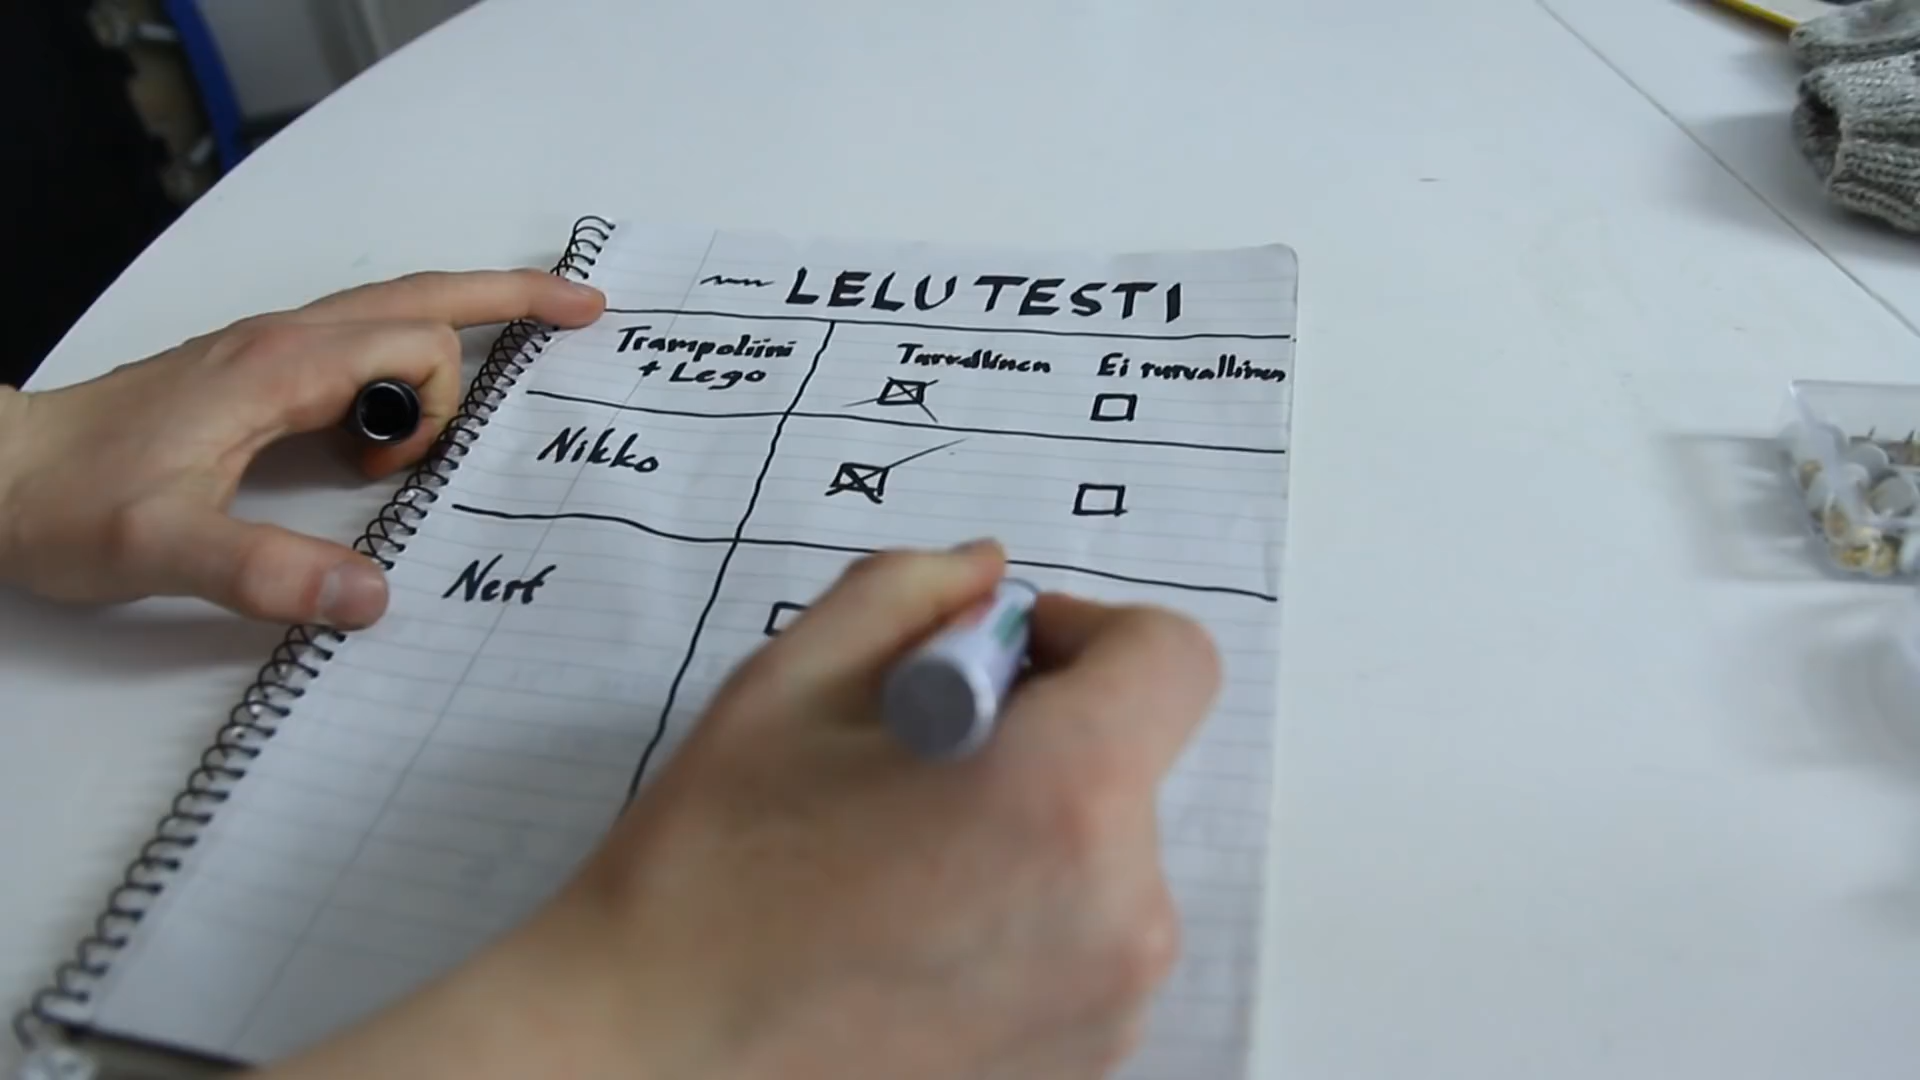 LELUTESTI
Trampoliini
+ Lego
Turvallinen
Ei turvallinen
Nikko
Nerf